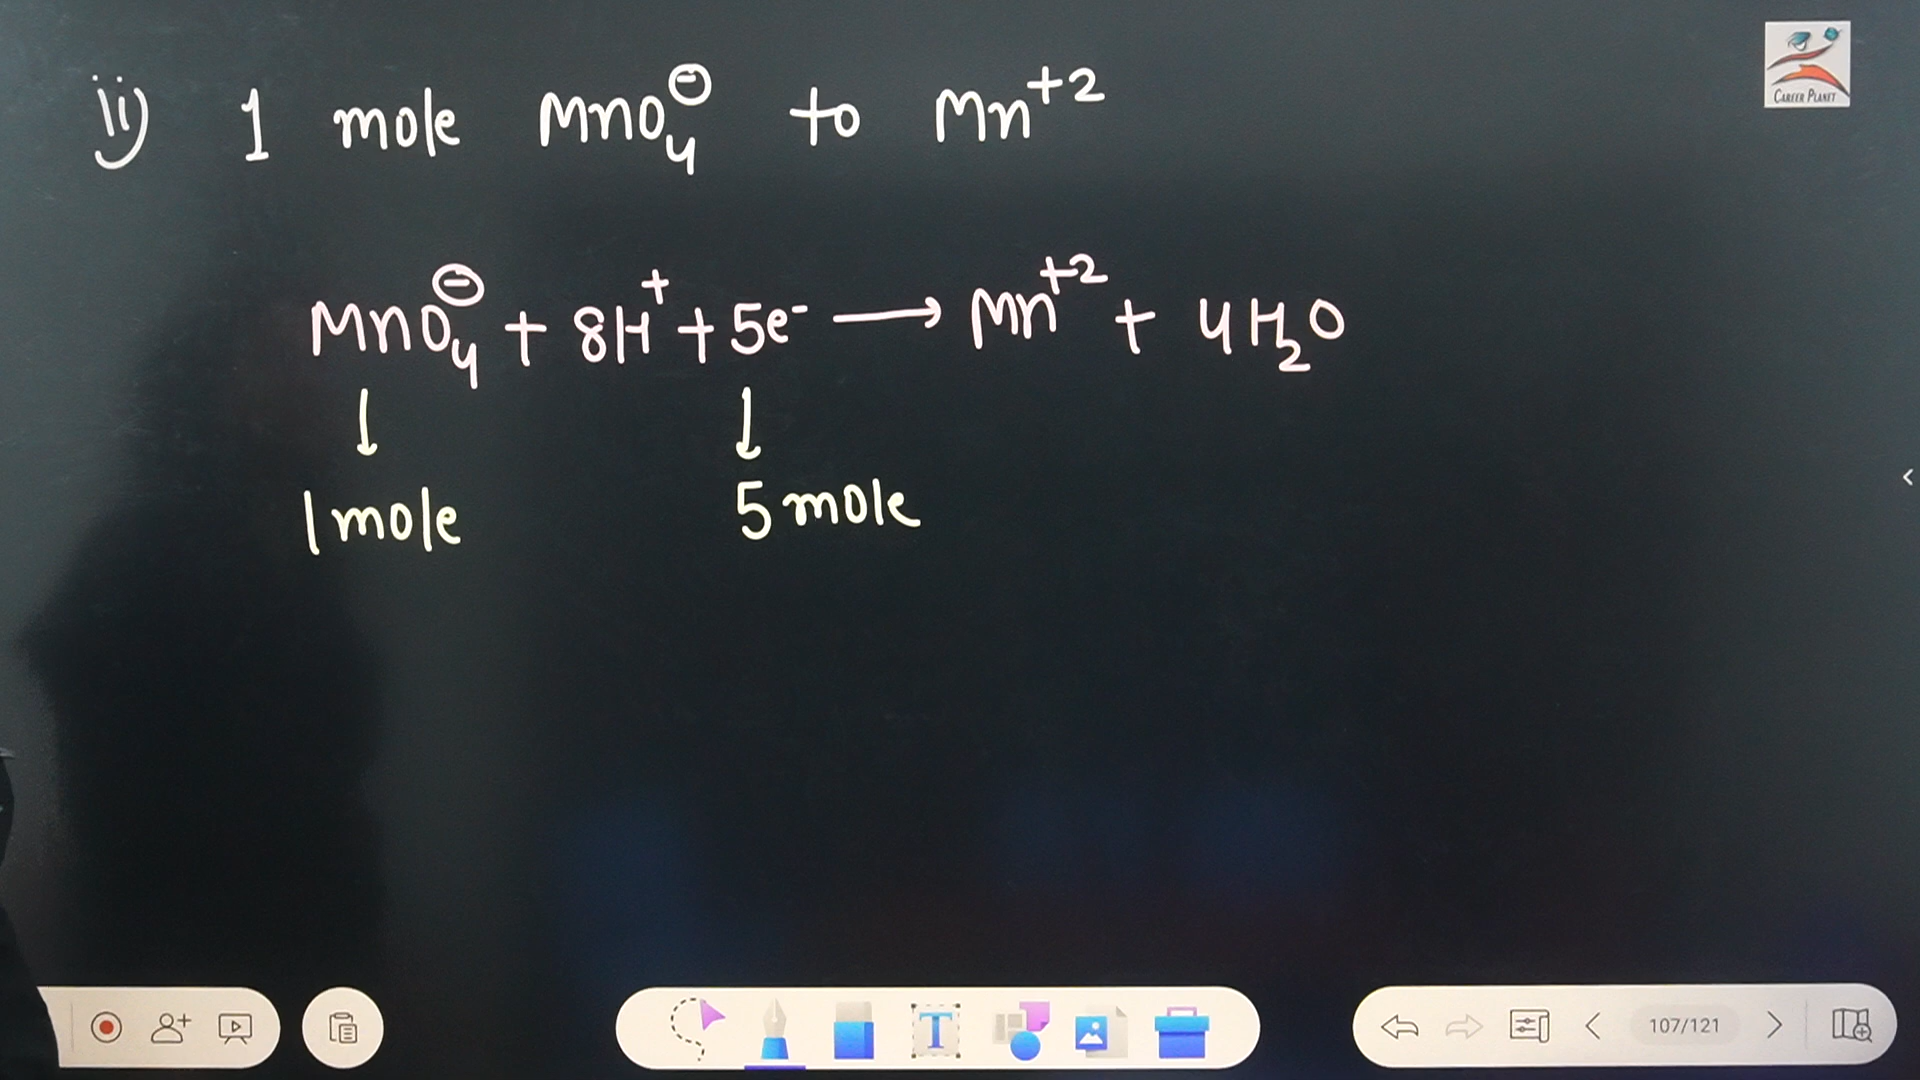 ii) 1 mole MnO₄⊖ to Mn⁺²
CAREER PLANET
MnO₄⊖ + 8H⁺ + 5e⁻ ⟶ Mn⁺² + 4H₂O
↓ ↓
1 mole 5 mole
T
107/121